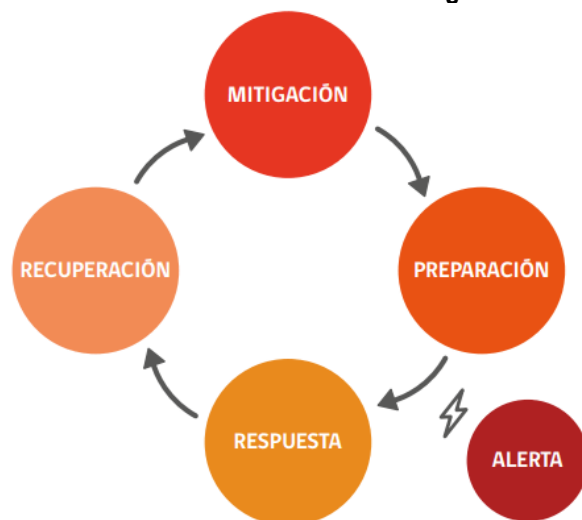 MITIGACIÓN
PREPARACIÓN
RECUPERACIÓN
RESPUESTA
ALERTA